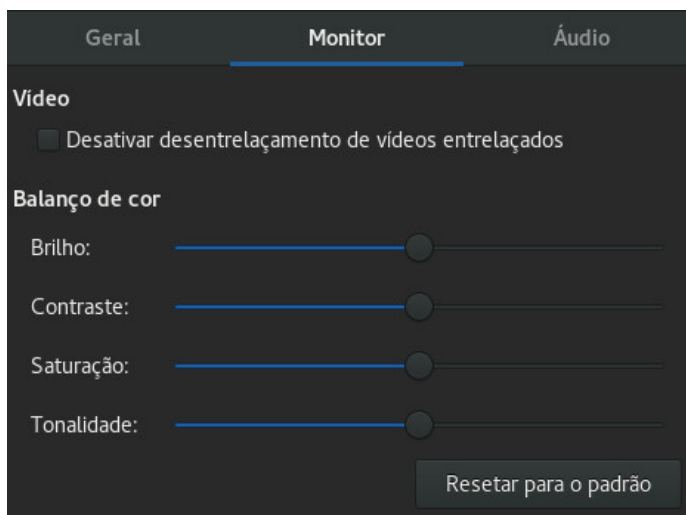 Geral Monitor Áudio
Vídeo
Desativar desentrelaçamento de vídeos entrelaçados
Balanço de cor
Brilho:
Contraste:
Saturação:
Tonalidade:
Resetar para o padrão